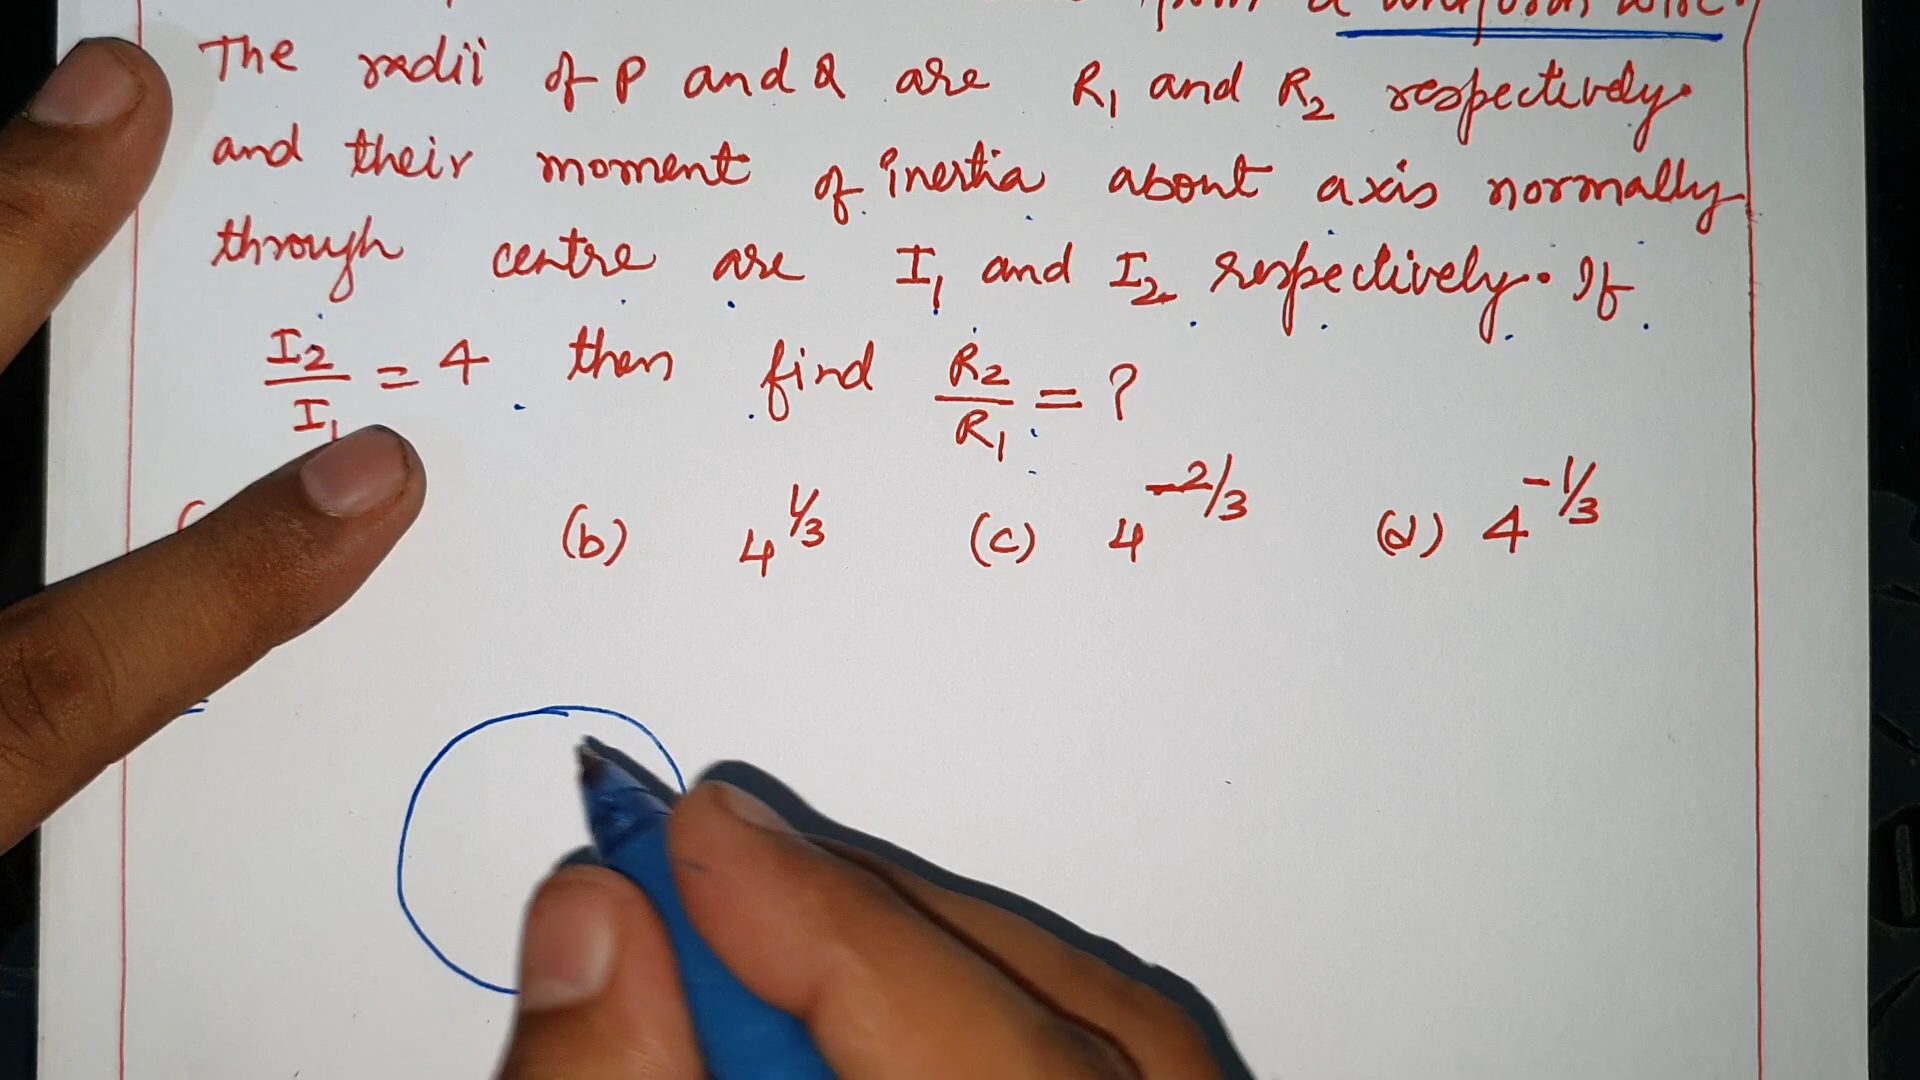 a uniform wire.
The radii of P and Q are R₁ and R₂ respectively.
and their moment of inertia about axis normally
through centre are I₁ and I₂ respectively. If
I₂/I₁ = 4 then find R₂/R₁ = ?
(b) 4^1/3 (c) 4^-2/3 (d) 4^-1/3